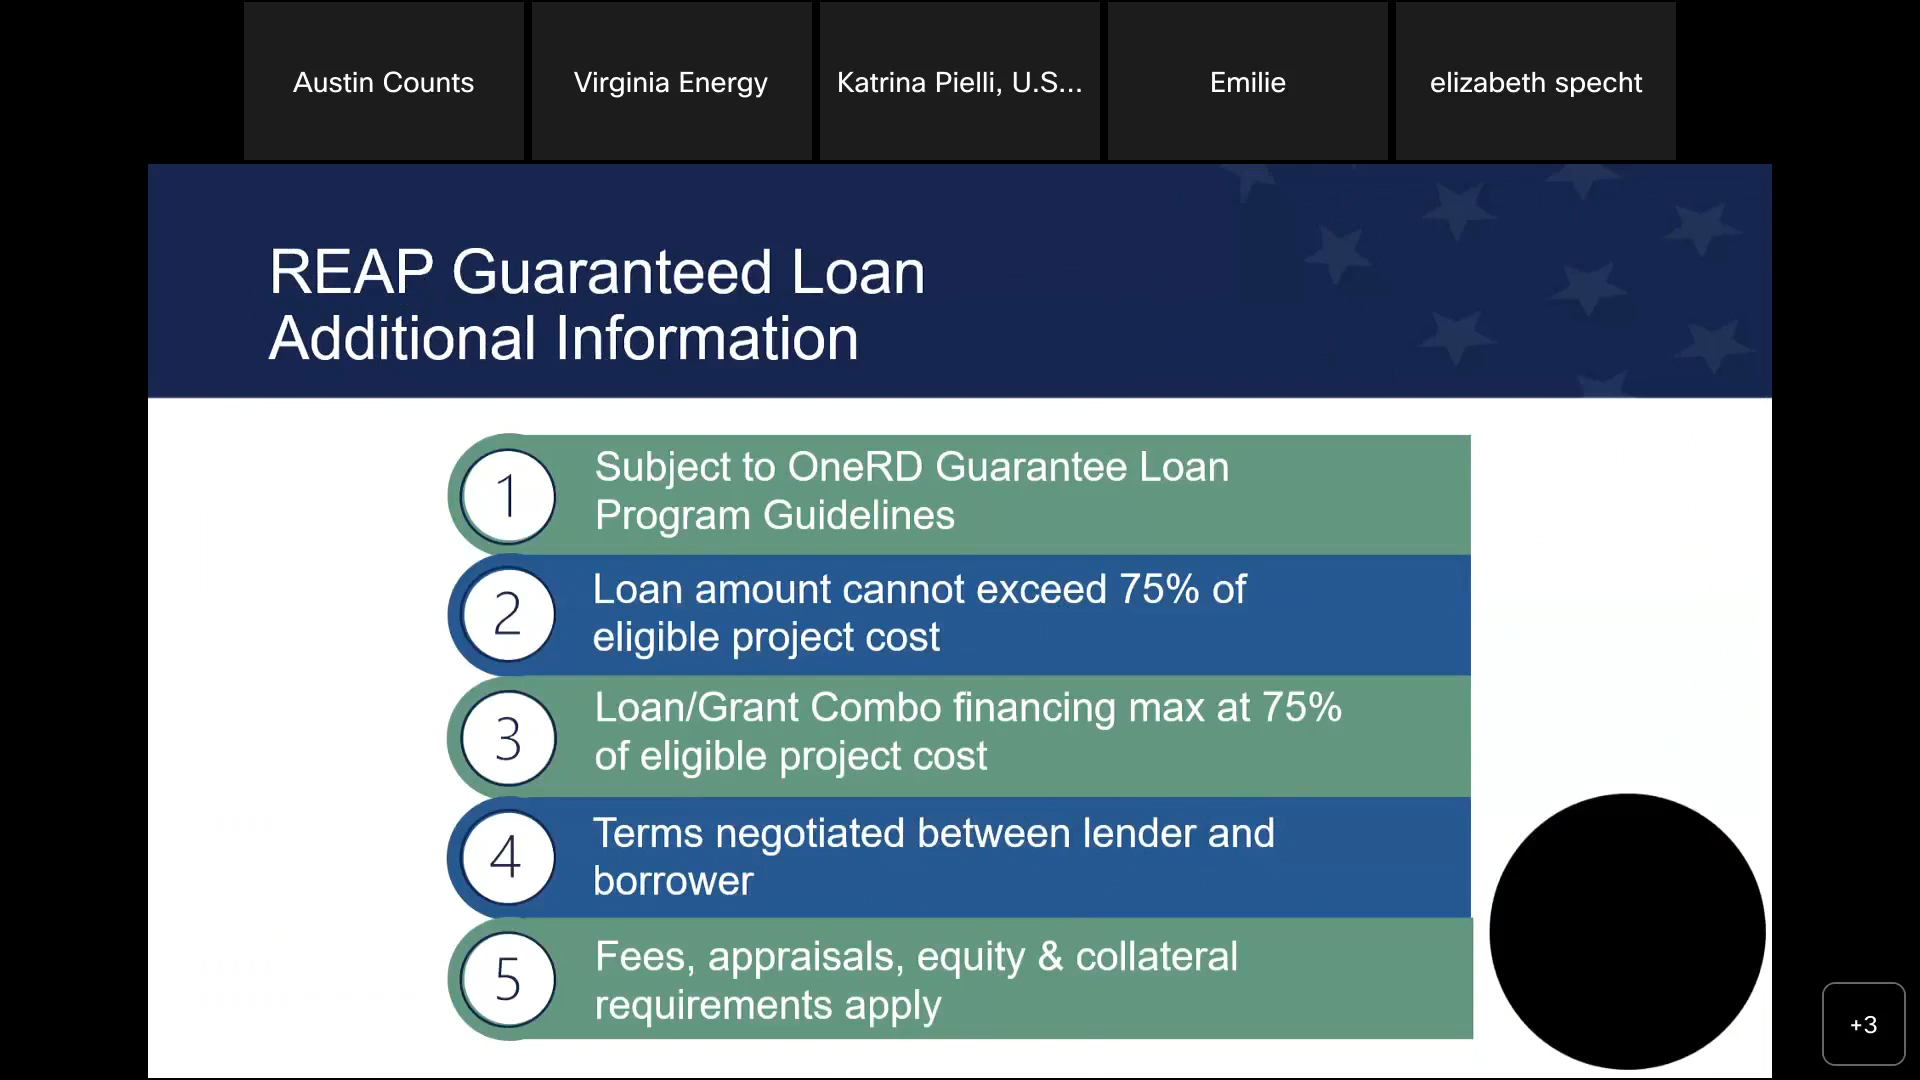 Austin Counts
Virginia Energy
Katrina Pielli, U.S...
Emilie
elizabeth specht
REAP Guaranteed Loan
Additional Information
1
Subject to OneRD Guarantee Loan
Program Guidelines
2
Loan amount cannot exceed 75% of
eligible project cost
3
Loan/Grant Combo financing max at 75%
of eligible project cost
4
Terms negotiated between lender and
borrower
5
Fees, appraisals, equity & collateral
requirements apply
+3